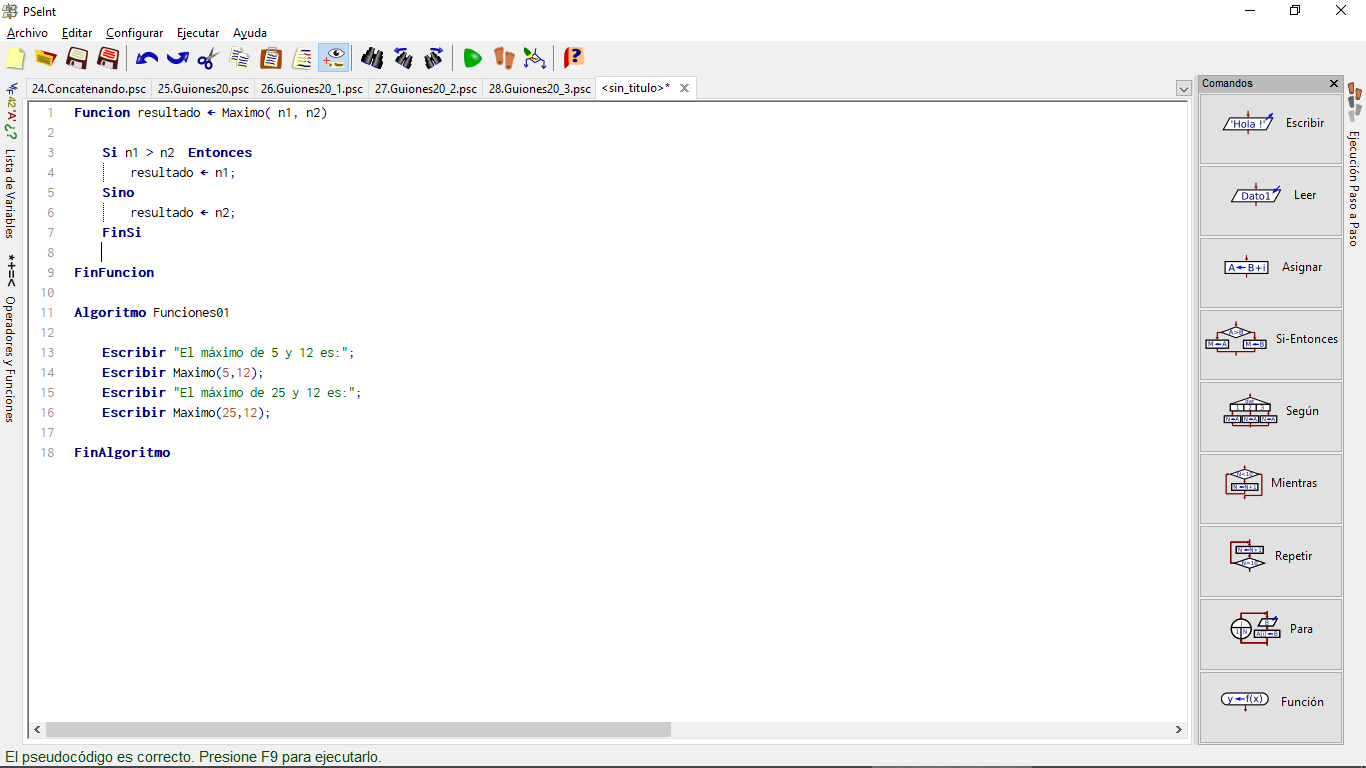 PSeInt
Archivo Editar Configurar Ejecutar Ayuda
24.Concatenando.psc 25.Guiones20.psc 26.Guiones20_1.psc 27.Guiones20_2.psc 28.Guiones20_3.psc <sin_titulo>*
Comandos
1 Funcion resultado ← Maximo( n1, n2)
2
3 Si n1 > n2 Entonces
4 resultado ← n1;
5 Sino
6 resultado ← n2;
7 FinSi
8
9 FinFuncion
10
11 Algoritmo Funciones01
12
13 Escribir "El máximo de 5 y 12 es:";
14 Escribir Maximo(5,12);
15 Escribir "El máximo de 25 y 12 es:";
16 Escribir Maximo(25,12);
17
18 FinAlgoritmo
42 'A' ¿?
Lista de Variables
*+=<
Operadores y Funciones
'Hola !' Escribir
Dato1 Leer
A←B+i Asignar
A>B M←A M←B Si-Entonces
Según
Mientras
Repetir
Para
y←f(x) Función
Ejecución Paso a Paso
El pseudocódigo es correcto. Presione F9 para ejecutarlo.